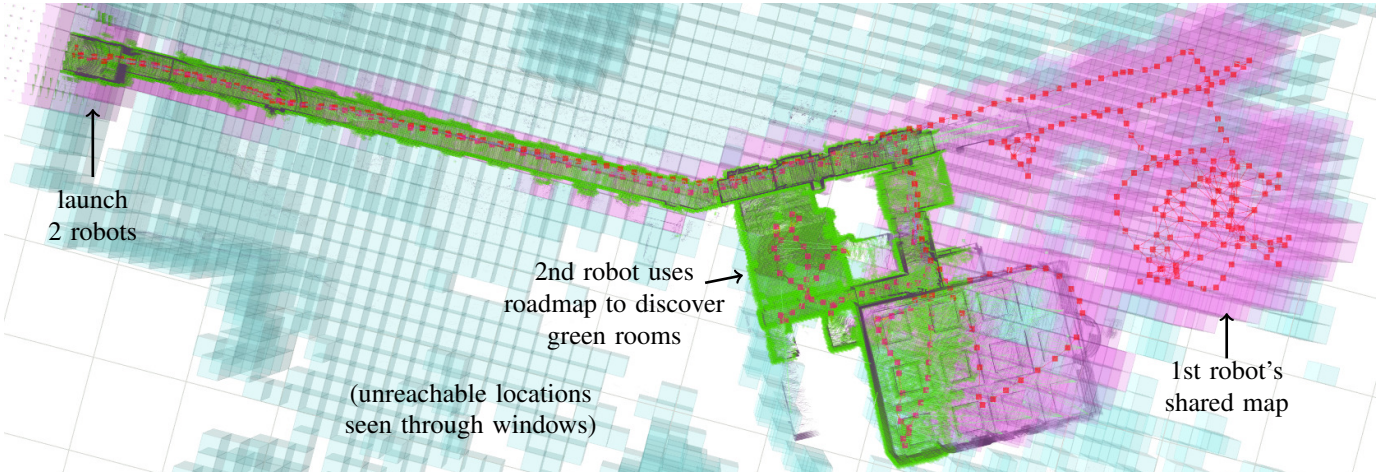 launch
2 robots
2nd robot uses
roadmap to discover
green rooms
(unreachable locations
seen through windows)
1st robot's
shared map